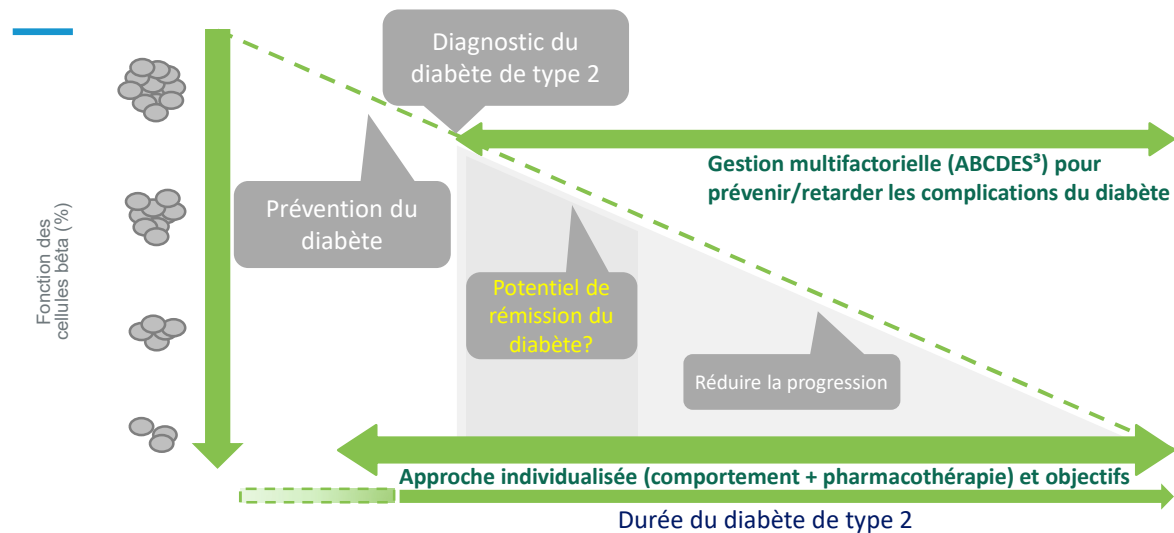 Diagnostic du
diabète de type 2
Gestion multifactorielle (ABCDES³) pour
prévenir/retarder les complications du diabète
Prévention du
diabète
Fonction des
cellules bêta (%)
Potentiel de
rémission du
diabète?
Réduire la progression
Approche individualisée (comportement + pharmacothérapie) et objectifs
Durée du diabète de type 2